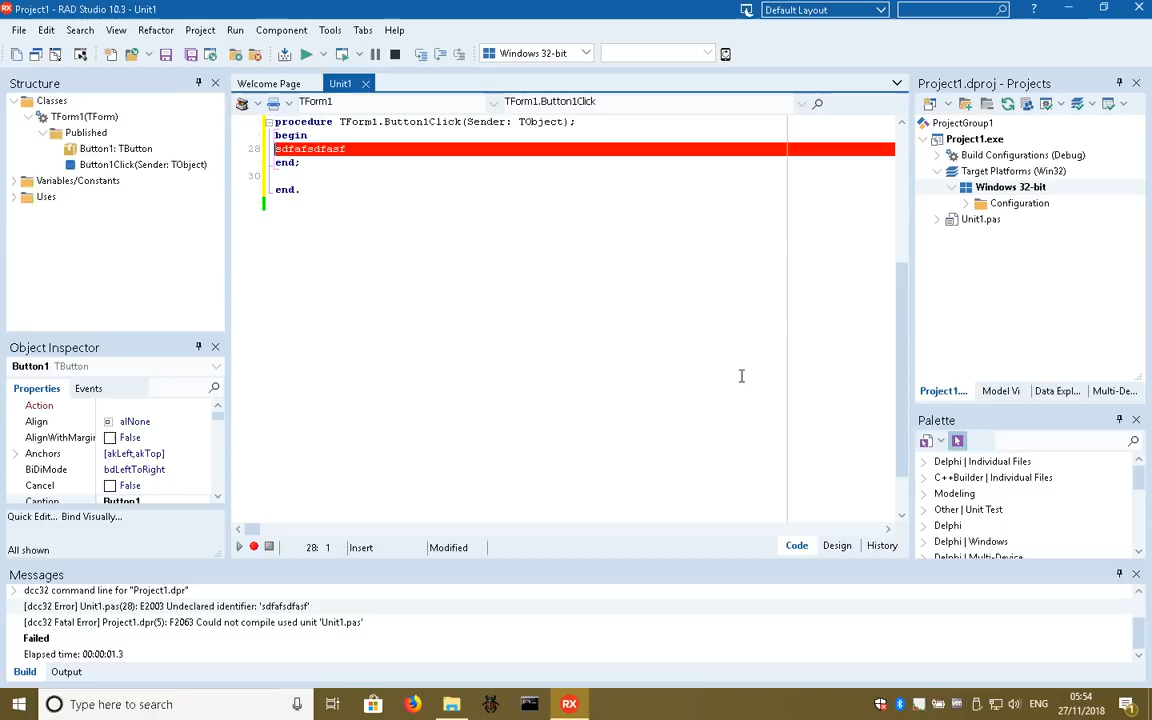 Project1 - RAD Studio 10.3 - Unit1
Default Layout
File Edit Search View Refactor Project Run Component Tools Tabs Help
Windows 32-bit
Structure
Classes
TForm1(TForm)
Published
Button1: TButton
Button1Click(Sender: TObject)
Variables/Constants
Uses
Object Inspector
Button1 TButton
Properties Events
Action
Align alNone
AlignWithMargin False
Anchors [akLeft,akTop]
BiDiMode bdLeftToRight
Cancel False
Caption Button1
Quick Edit... Bind Visually...
All shown
Welcome Page Unit1
TForm1 TForm1.Button1Click
procedure TForm1.Button1Click(Sender: TObject);
begin
28 sdfafsdfasf
end;
30
end.
28: 1 Insert Modified Code Design History
Project1.dproj - Projects
ProjectGroup1
Project1.exe
Build Configurations (Debug)
Target Platforms (Win32)
Windows 32-bit
Configuration
Unit1.pas
Project1.... Model Vi Data Expl... Multi-De...
Palette
Delphi | Individual Files
C++Builder | Individual Files
Modeling
Other | Unit Test
Delphi
Delphi | Windows
Delphi | Multi-Device
Messages
dcc32 command line for "Project1.dpr"
[dcc32 Error] Unit1.pas(28): E2003 Undeclared identifier: 'sdfafsdfasf'
[dcc32 Fatal Error] Project1.dpr(5): F2063 Could not compile used unit 'Unit1.pas'
Failed
Elapsed time: 00:00:01.3
Build Output
Type here to search
ENG
05:54
27/11/2018